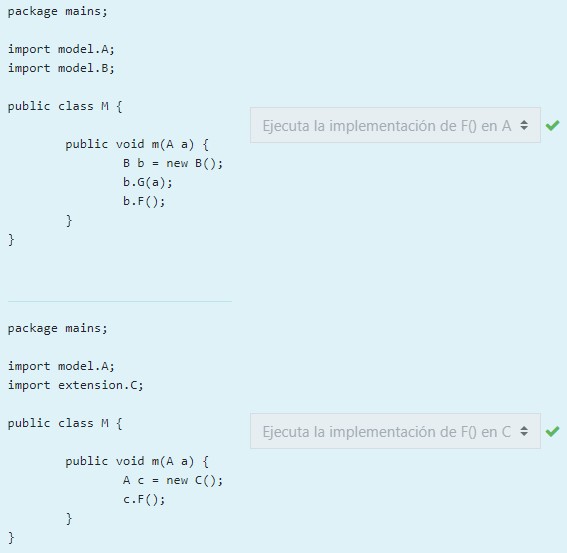 package mains;
import model.A;
import model.B;
public class M {
Ejecuta la implementación de F() en A
public void m(A a) {
B b = new B();
b.G(a);
b.F();
}
}
package mains;
import model.A;
import extension.C;
public class M {
Ejecuta la implementación de F() en C
public void m(A a) {
A c = new C();
c.F();
}
}